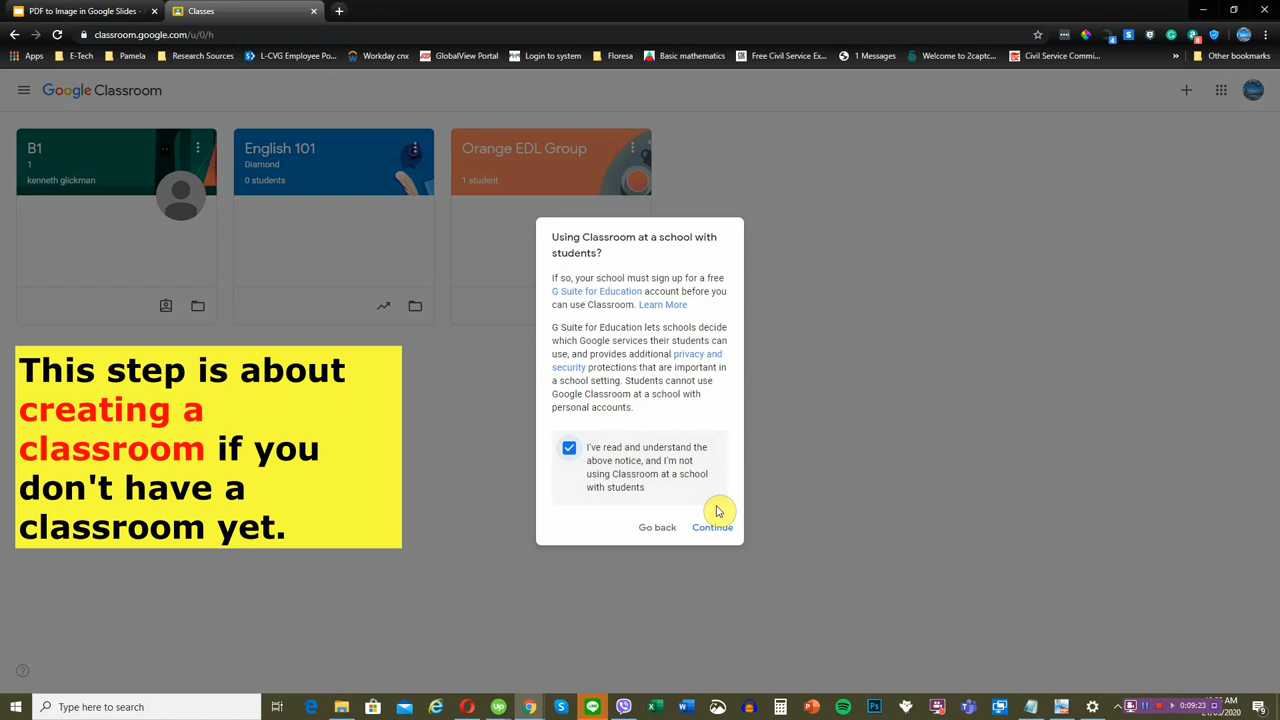 PDF to Image in Google Slides -
Classes
classroom.google.com/u/0/h
Apps E-Tech Pamela Research Sources L-CVG Employee Po... Workday cnx GlobalView Portal Login to system Floresa Basic mathematics Free Civil Service Ex... 1 Messages Welcome to 2captc... Civil Service Comm... » Other bookmarks
Google Classroom
B1
1
kenneth glickman
English 101
Diamond
0 students
Orange EDL Group
1 student
Using Classroom at a school with
students?
If so, your school must sign up for a free
G Suite for Education account before you
can use Classroom. Learn More
G Suite for Education lets schools decide
which Google services their students can
use, and provides additional privacy and
security protections that are important in
a school setting. Students cannot use
Google Classroom at a school with
personal accounts.
I've read and understand the
above notice, and I'm not
using Classroom at a school
with students
Go back Continue
This step is about
creating a
classroom if you
don't have a
classroom yet.
Type here to search
0:09:23